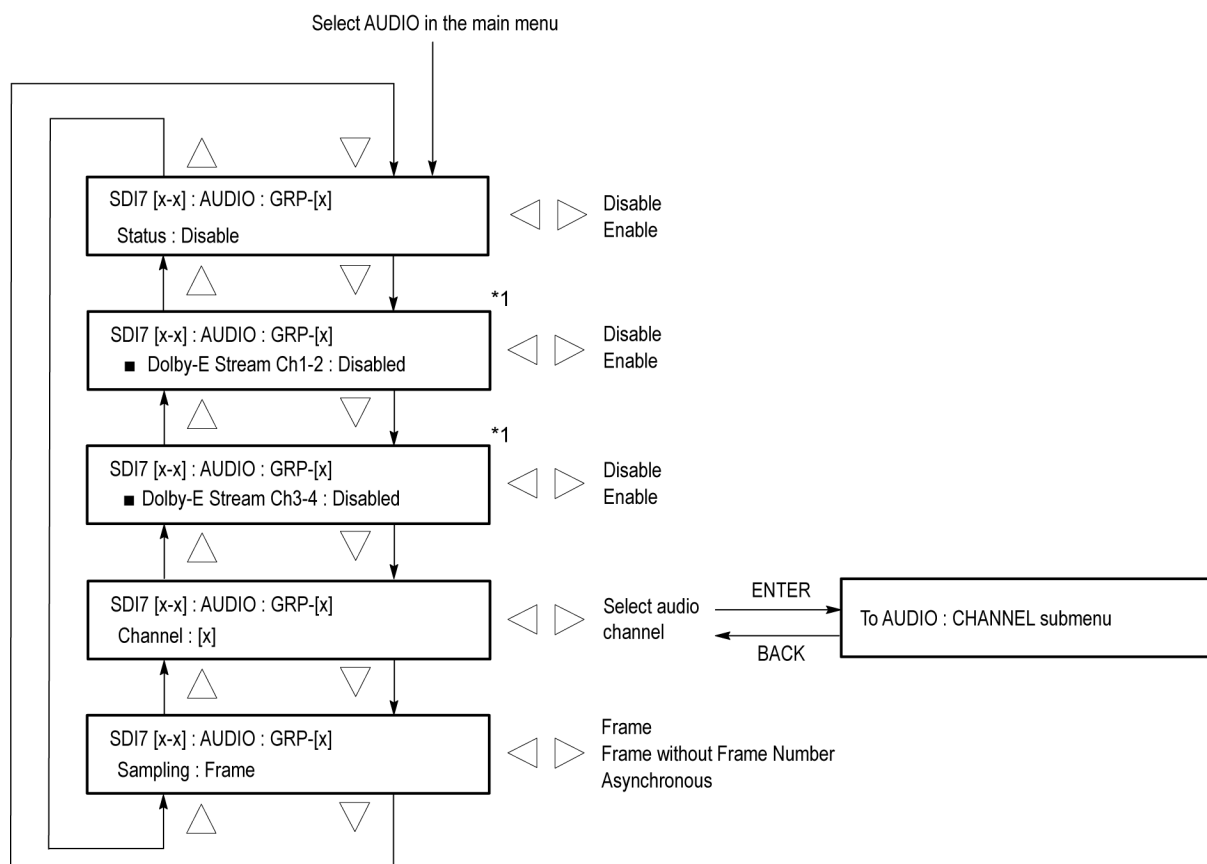 Select AUDIO in the main menu
SDI7 [x-x] : AUDIO : GRP-[x]
Status : Disable
Disable
Enable
*1
SDI7 [x-x] : AUDIO : GRP-[x]
■ Dolby-E Stream Ch1-2 : Disabled
Disable
Enable
*1
SDI7 [x-x] : AUDIO : GRP-[x]
■ Dolby-E Stream Ch3-4 : Disabled
Disable
Enable
SDI7 [x-x] : AUDIO : GRP-[x]
Channel : [x]
Select audio
channel
ENTER
BACK
To AUDIO : CHANNEL submenu
SDI7 [x-x] : AUDIO : GRP-[x]
Sampling : Frame
Frame
Frame without Frame Number
Asynchronous